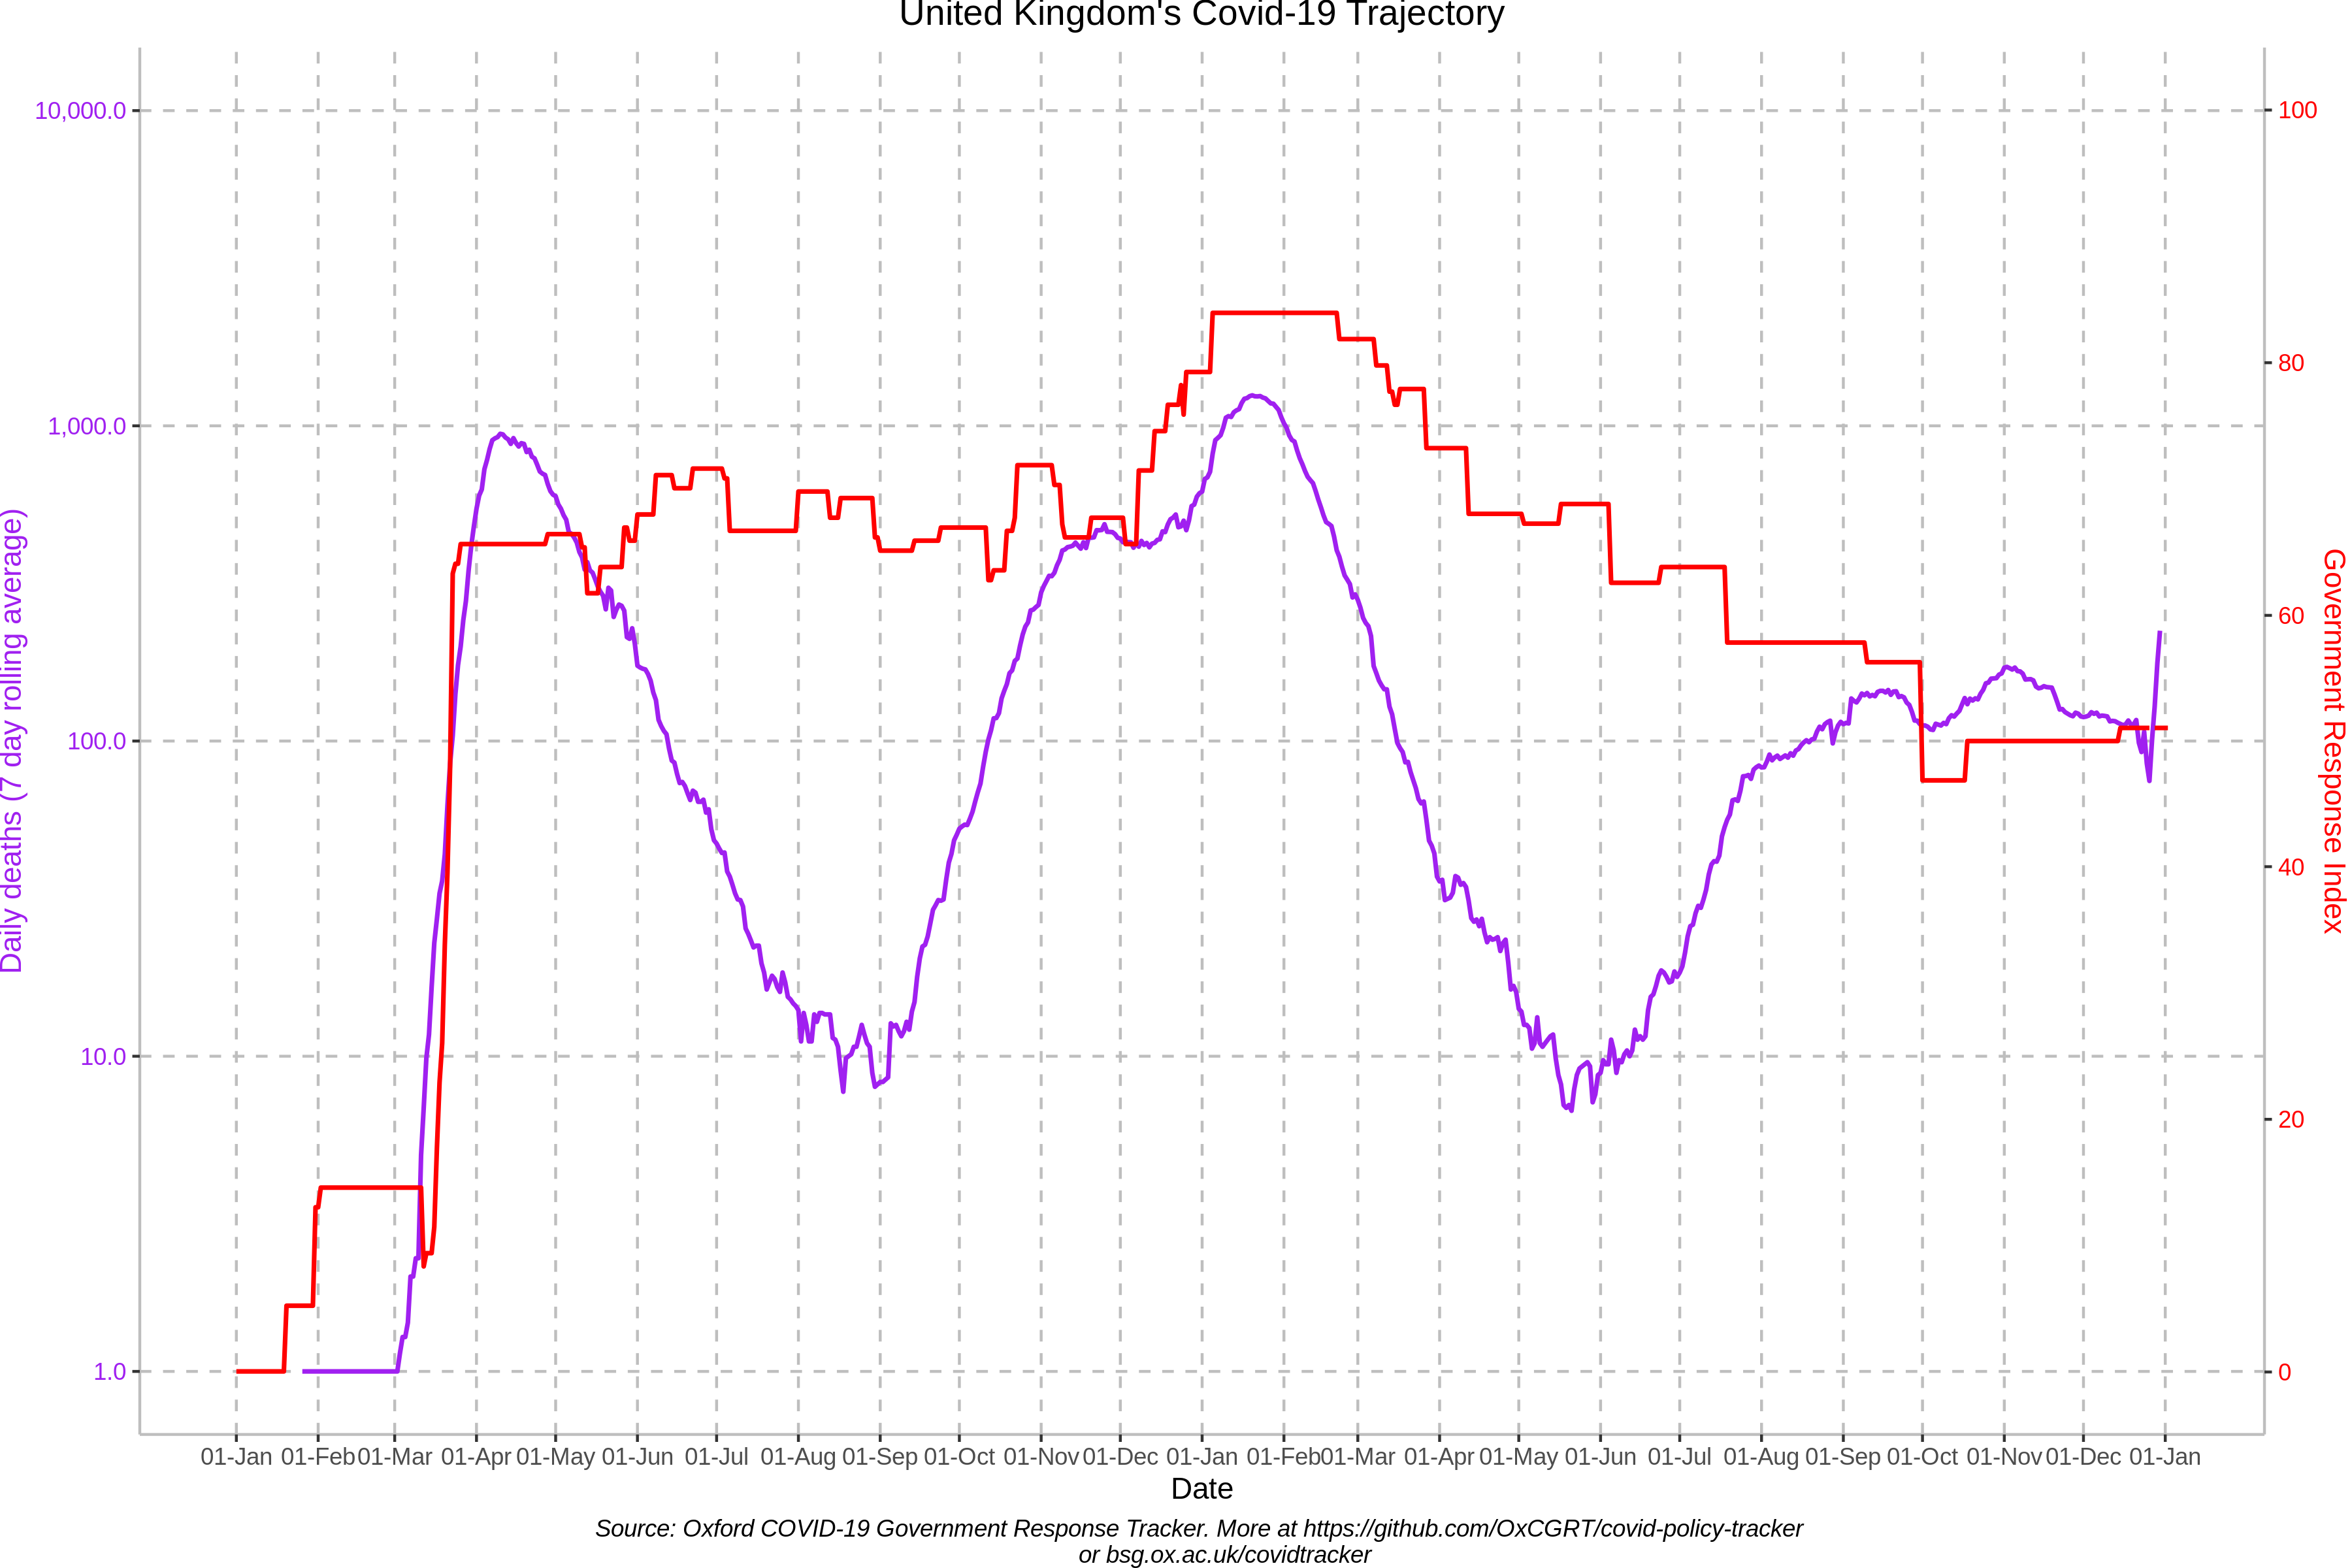 United Kingdom's Covid-19 Trajectory
10,000.0
1,000.0
100.0
10.0
1.0
Daily deaths (7 day rolling average)
100
80
60
40
20
0
Government Response Index
01-Jan 01-Feb 01-Mar 01-Apr 01-May 01-Jun 01-Jul 01-Aug 01-Sep 01-Oct 01-Nov 01-Dec 01-Jan 01-Feb 01-Mar 01-Apr 01-May 01-Jun 01-Jul 01-Aug 01-Sep 01-Oct 01-Nov 01-Dec 01-Jan
Date
Source: Oxford COVID-19 Government Response Tracker. More at https://github.com/OxCGRT/covid-policy-tracker
or bsg.ox.ac.uk/covidtracker